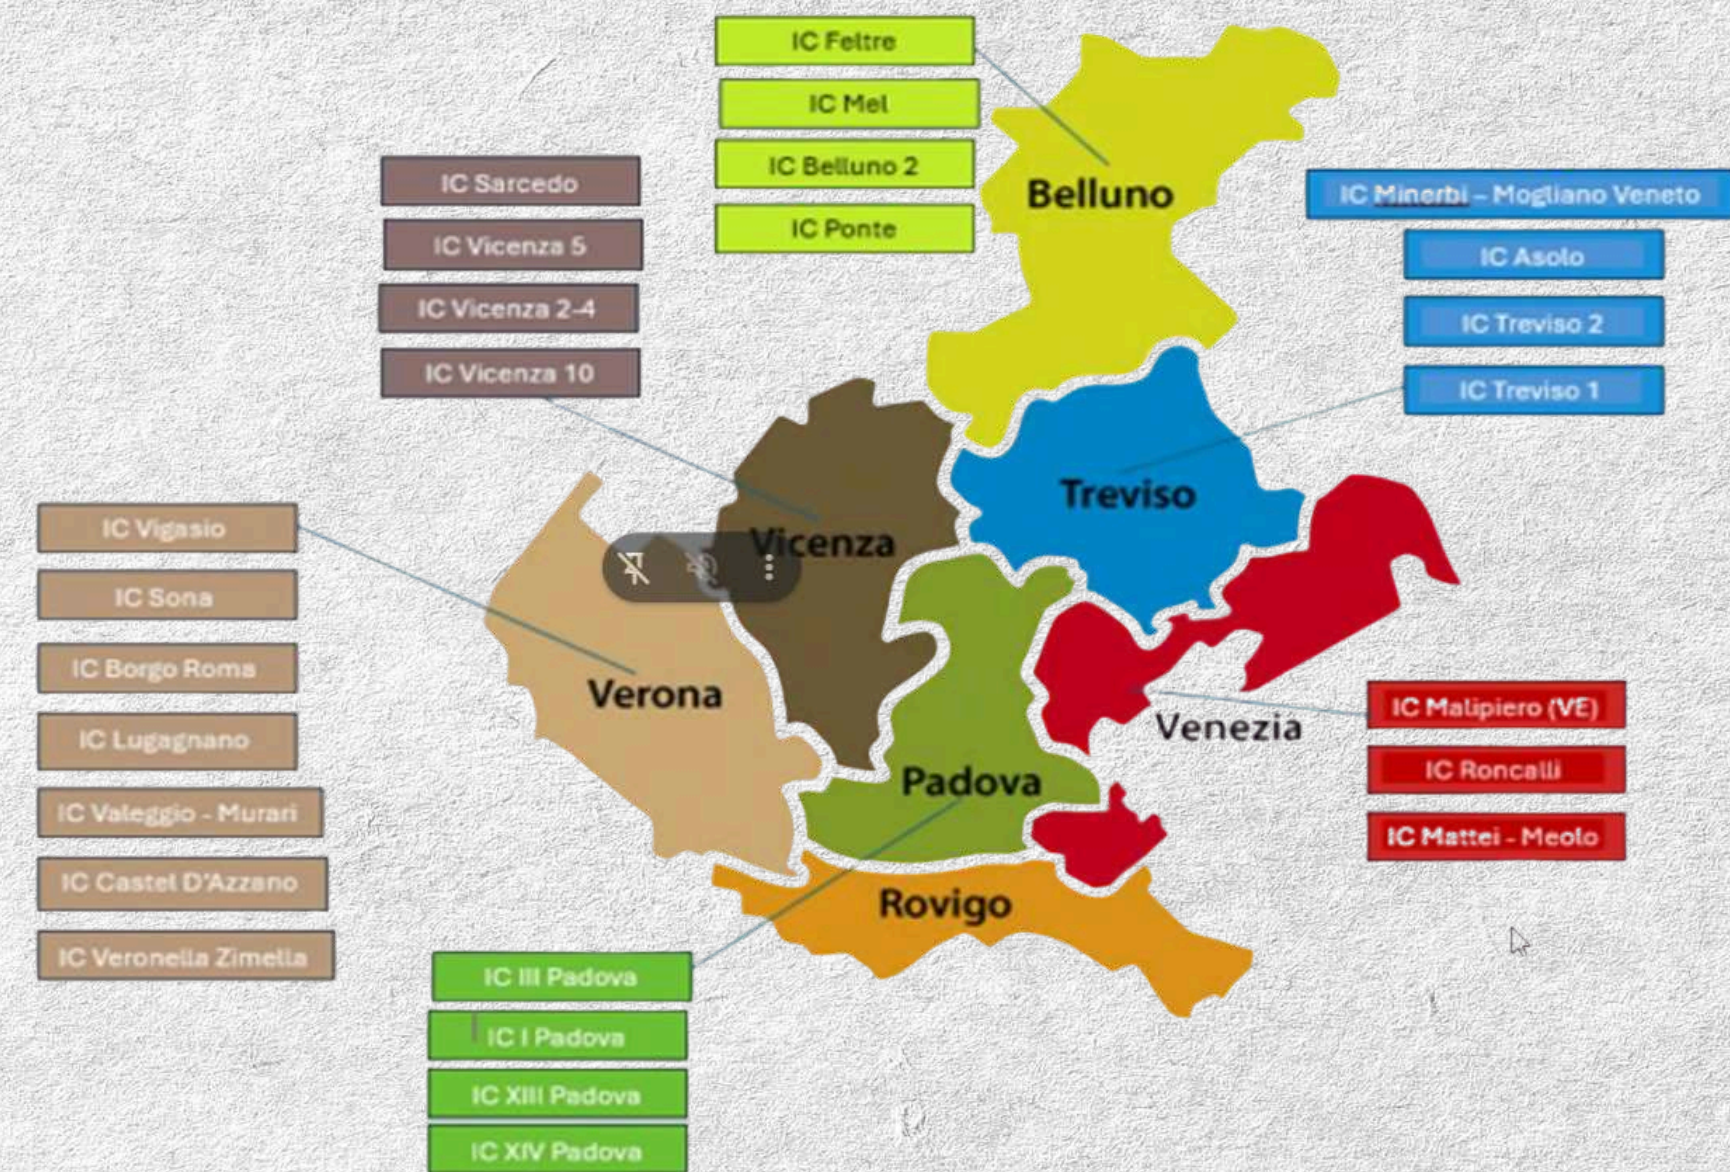 IC Feltre
IC Mel
IC Belluno 2
IC Ponte
Belluno
IC Minerbi - Mogliano Veneto
IC Asolo
IC Treviso 2
IC Treviso 1
Treviso
IC Sarcedo
IC Vicenza 5
IC Vicenza 2-4
IC Vicenza 10
Vicenza
IC Vigasio
IC Sona
IC Borgo Roma
IC Lugagnano
IC Valeggio - Murari
IC Castel D'Azzano
IC Veronella Zimella
Verona
IC Malipiero (VE)
IC Roncalli
IC Mattei - Meolo
Venezia
Padova
Rovigo
IC III Padova
IC I Padova
IC XIII Padova
IC XIV Padova